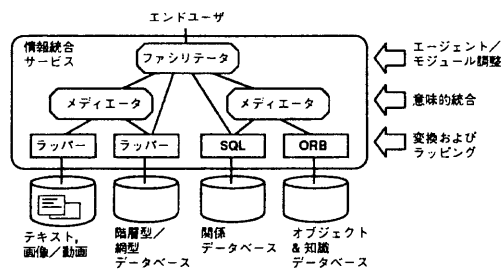 エンドユーザ
情報統合
サービス
ファシリテータ
エージェント／
モジュール調整
メディエータ
メディエータ
意味的統合
ラッパー
ラッパー
SQL
ORB
変換および
ラッピング
テキスト,
画像／動画
階層型／
網型
データベース
関係
データベース
オブジェクト
& 知識
データベース